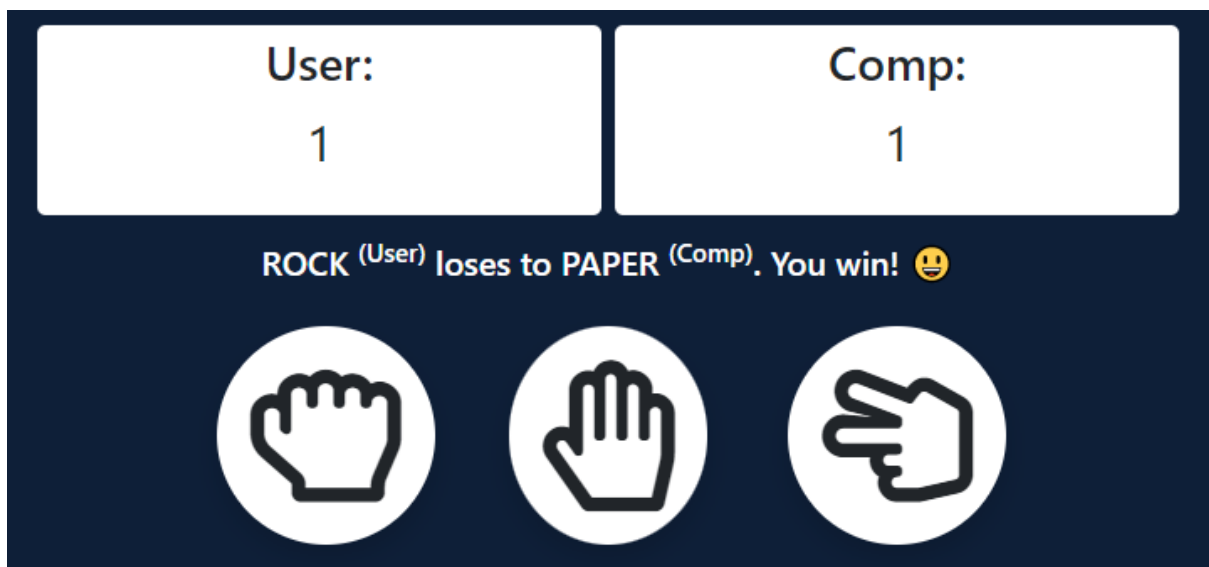 User:
1
Comp:
1
ROCK (User) loses to PAPER (Comp). You win! 😃